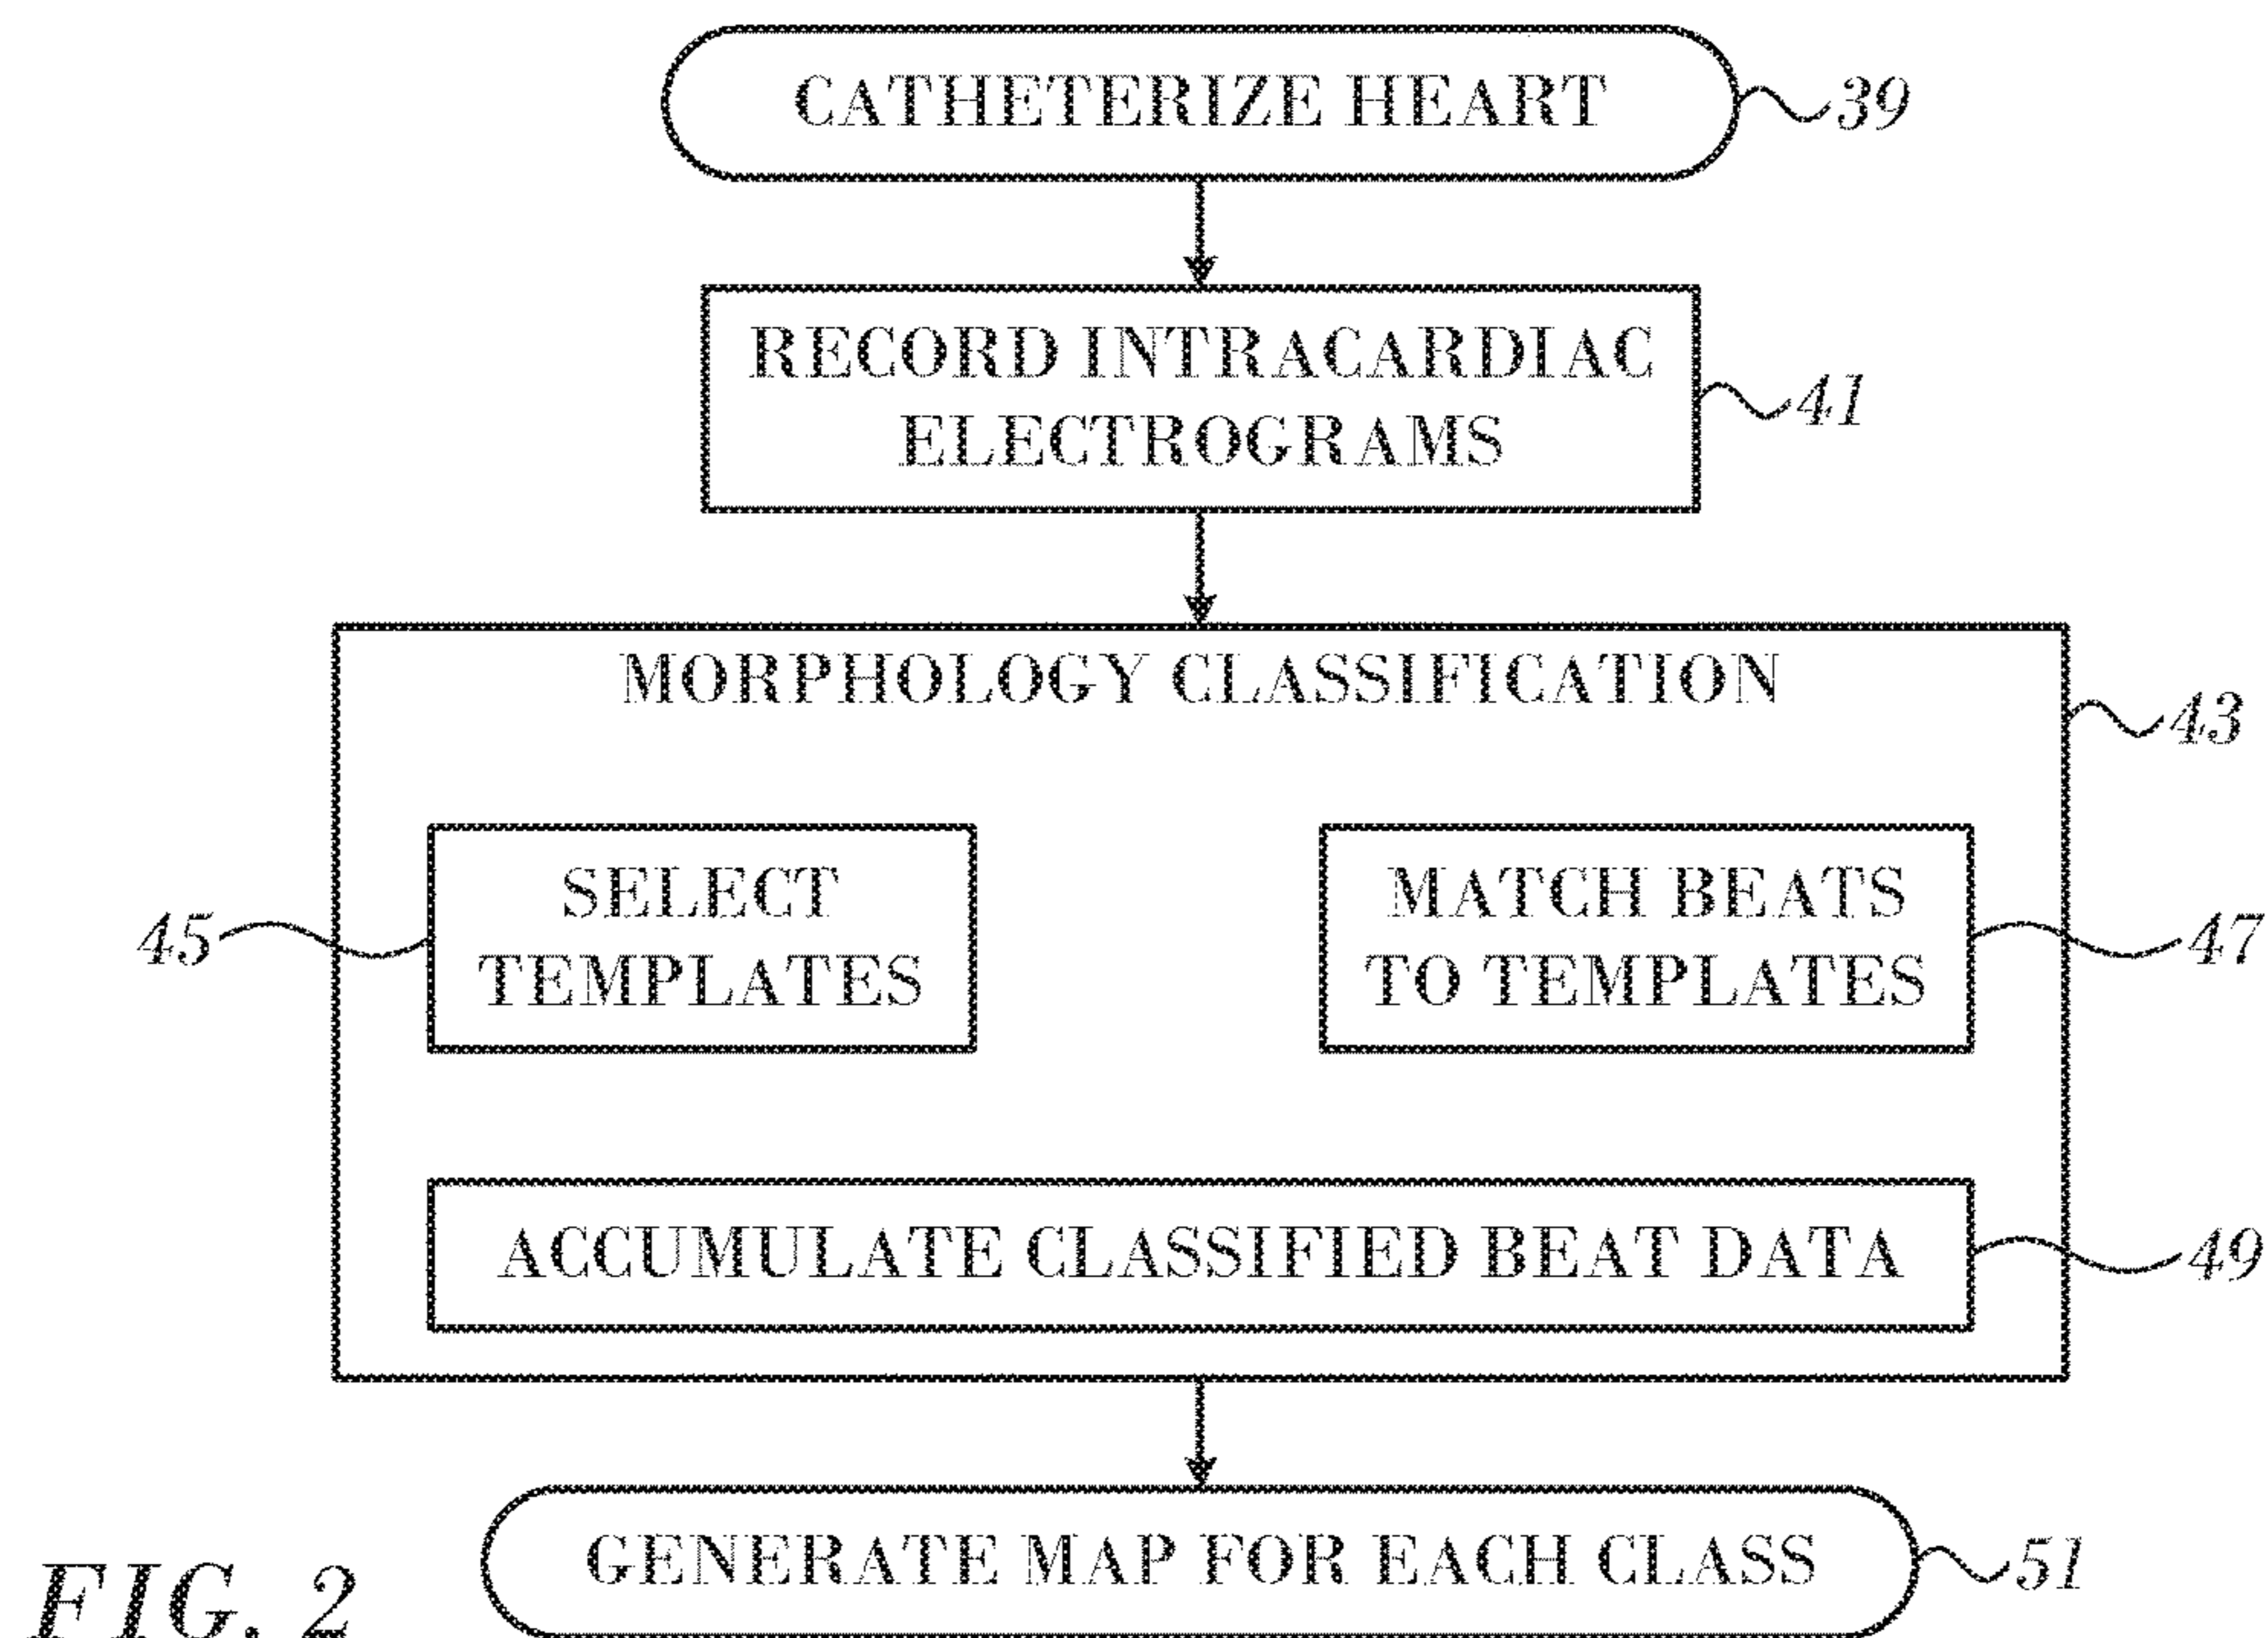 CATHETERIZE HEART
39
RECORD INTRACARDIAC
ELECTROGRAMS
41
MORPHOLOGY CLASSIFICATION
43
SELECT
TEMPLATES
45
MATCH BEATS
TO TEMPLATES
47
ACCUMULATE CLASSIFIED BEAT DATA
49
GENERATE MAP FOR EACH CLASS
51
FIG. 2